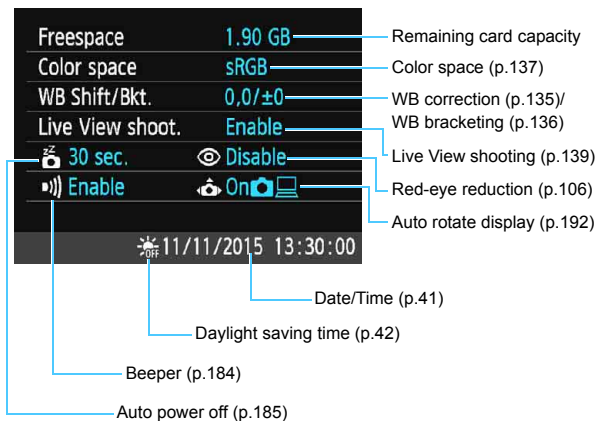 Freespace 1.90 GB Remaining card capacity
Color space sRGB Color space (p.137)
WB Shift/Bkt. 0,0/±0 WB correction (p.135)/
WB bracketing (p.136)
Live View shoot. Enable Live View shooting (p.139)
zZ 30 sec. Disable Red-eye reduction (p.106)
Enable On Auto rotate display (p.192)
OFF 11/11/2015 13:30:00
Date/Time (p.41)
Daylight saving time (p.42)
Beeper (p.184)
Auto power off (p.185)